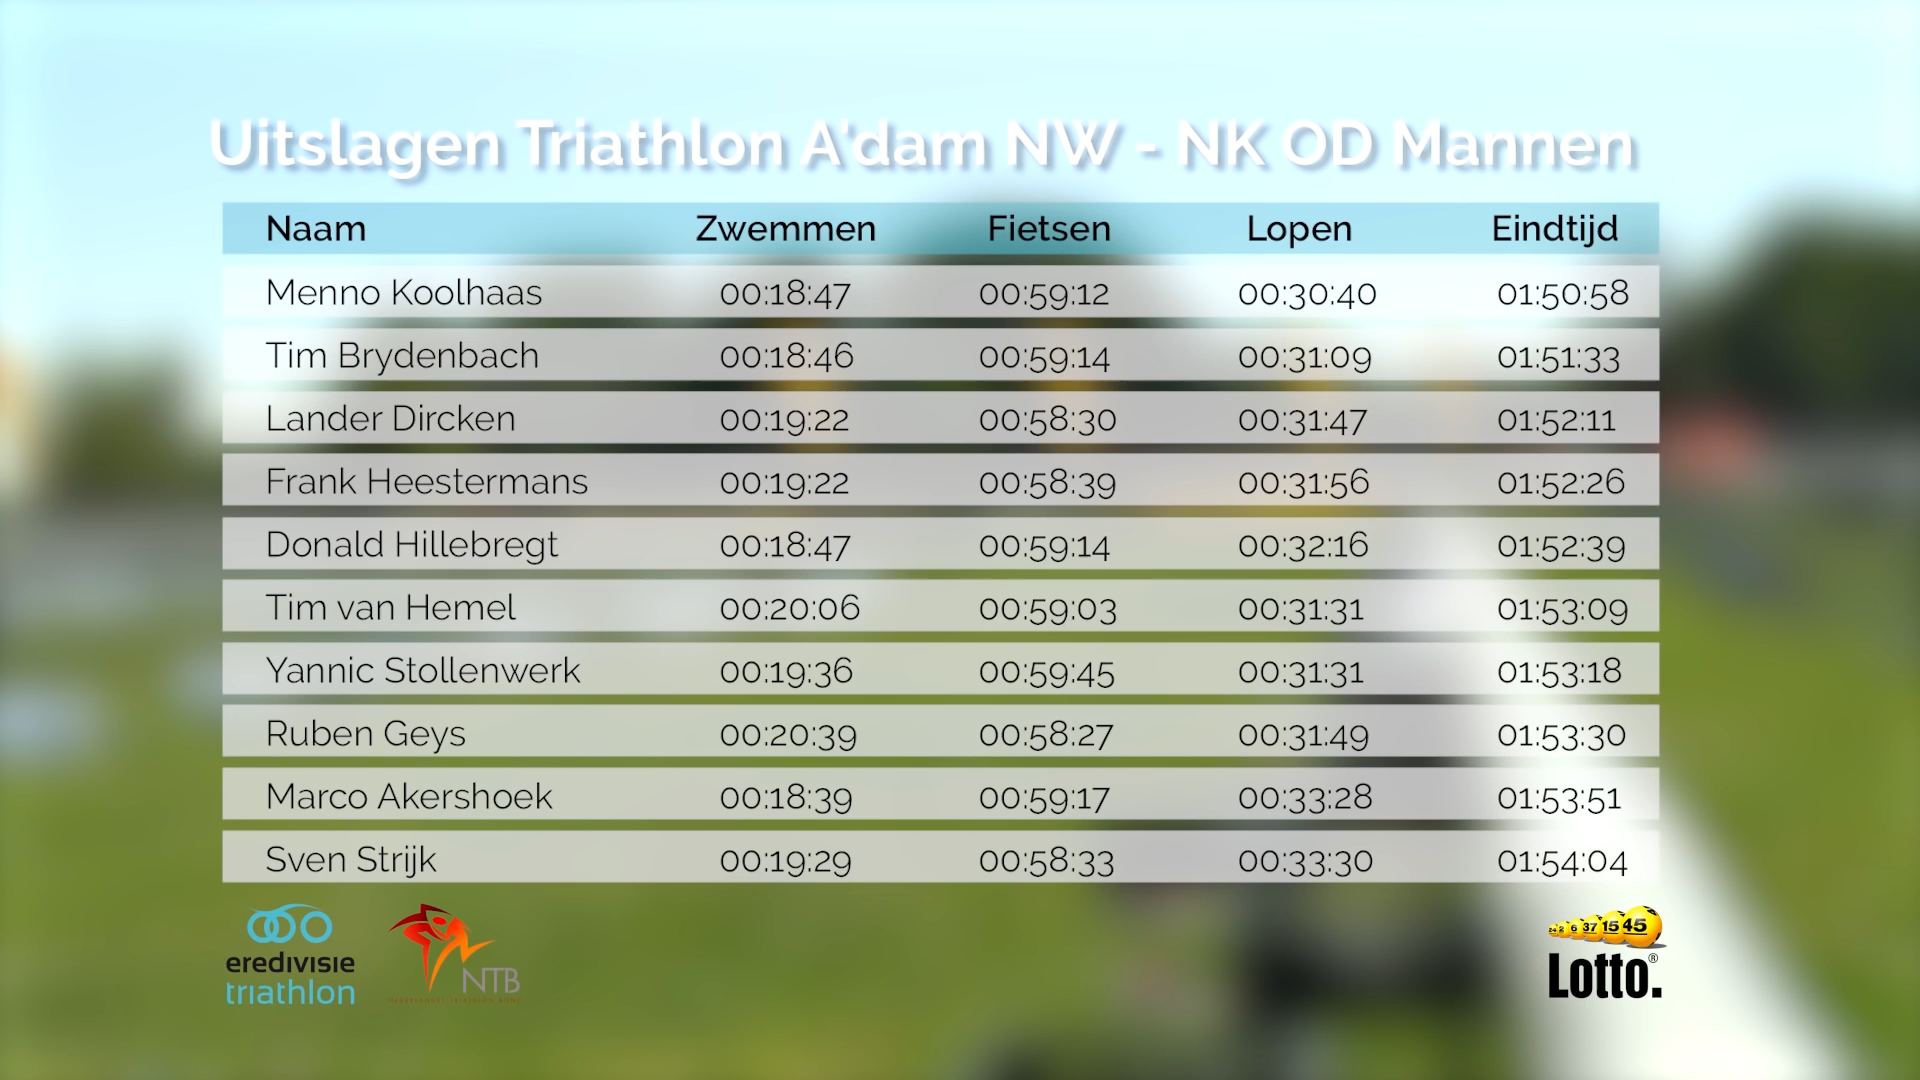 Uitslagen Triathlon A'dam NW - NK OD Mannen
Naam Zwemmen Fietsen Lopen Eindtijd
Menno Koolhaas 00:18:47 00:59:12 00:30:40 01:50:58
Tim Brydenbach 00:18:46 00:59:14 00:31:09 01:51:33
Lander Dircken 00:19:22 00:58:30 00:31:47 01:52:11
Frank Heestermans 00:19:22 00:58:39 00:31:56 01:52:26
Donald Hillebregt 00:18:47 00:59:14 00:32:16 01:52:39
Tim van Hemel 00:20:06 00:59:03 00:31:31 01:53:09
Yannic Stollenwerk 00:19:36 00:59:45 00:31:31 01:53:18
Ruben Geys 00:20:39 00:58:27 00:31:49 01:53:30
Marco Akershoek 00:18:39 00:59:17 00:33:28 01:53:51
Sven Strijk 00:19:29 00:58:33 00:33:30 01:54:04
eredivisie
triathlon
NTB
24 2 6 37 15 45
Lotto.®